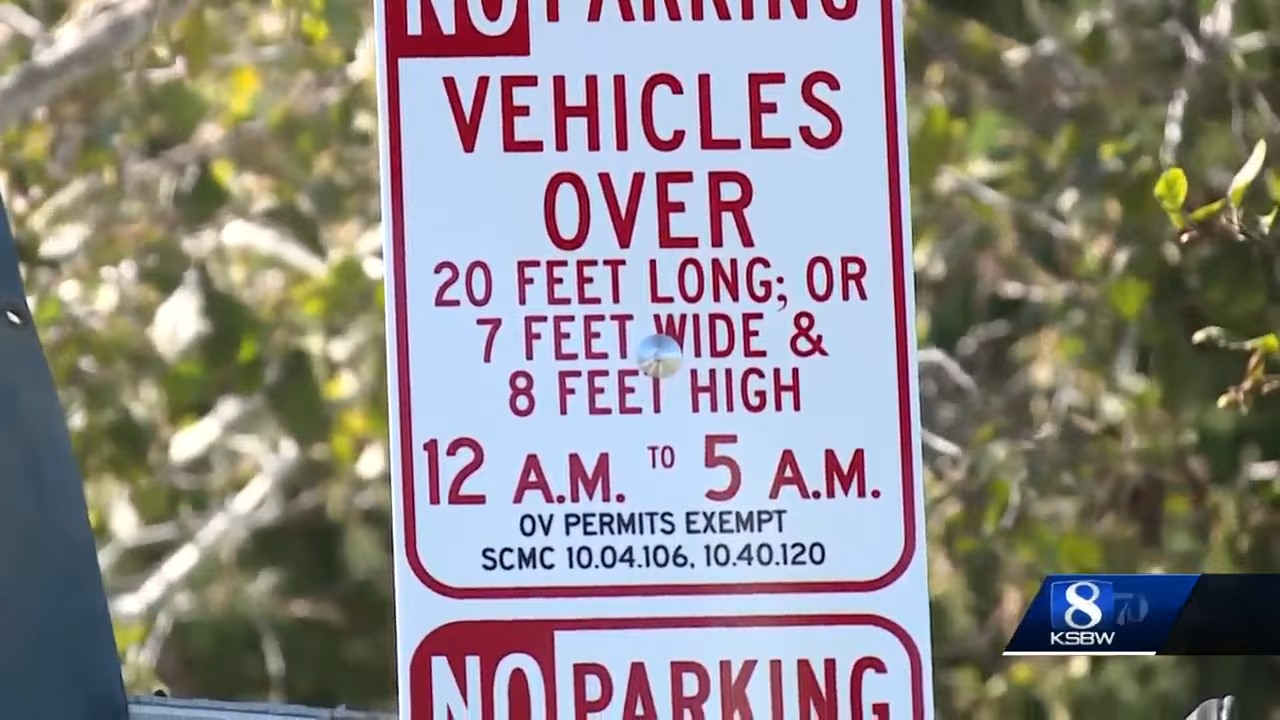 NO PARKING
VEHICLES
OVER
20 FEET LONG; OR
7 FEET WIDE &
8 FEET HIGH
12 A.M. TO 5 A.M.
OV PERMITS EXEMPT
SCMC 10.04.106, 10.40.120
NO PARKING
8
KSBW